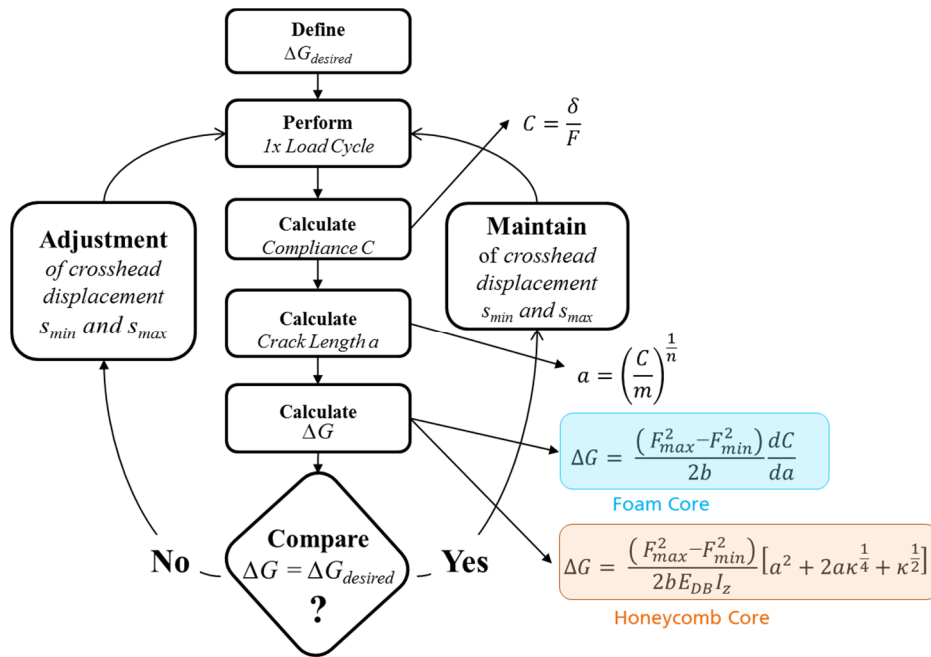 Define
ΔG_desired
Perform
1x Load Cycle
C = δ/F
Calculate
Compliance C
Adjustment
of crosshead
displacement
s_min and s_max
Maintain
of crosshead
displacement
s_min and s_max
Calculate
Crack Length a
a = (C/m)^(1/n)
Calculate
ΔG
ΔG = (F²_max−F²_min)/2b dC/da
Foam Core
Compare
ΔG = ΔG_desired
?
No
Yes
ΔG = (F²_max−F²_min)/2bE_DB I_z [a² + 2aκ^(1/4) + κ^(1/2)]
Honeycomb Core